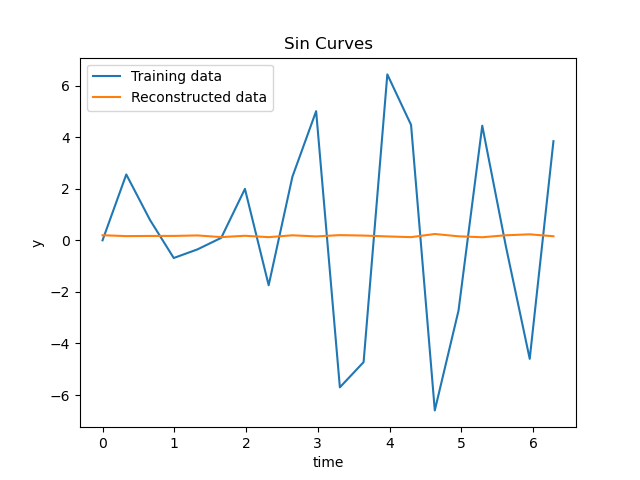 Sin Curves
Training data
Reconstructed data
6
4
2
0
−2
−4
−6
y
0 1 2 3 4 5 6
time